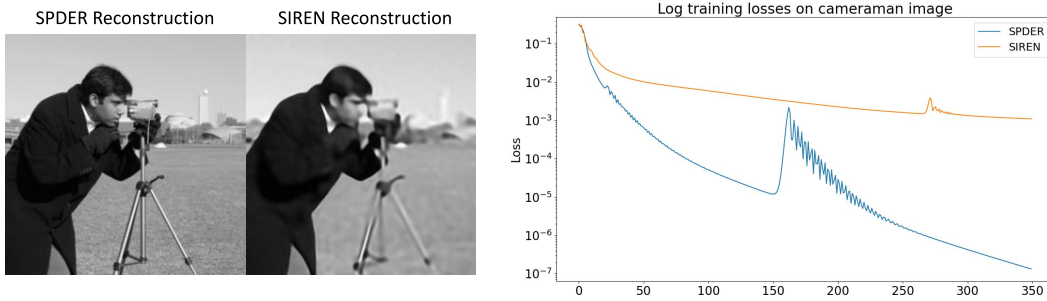 SPDER Reconstruction
SIREN Reconstruction
Log training losses on cameraman image
SPDER
SIREN
Loss
10⁻¹
10⁻²
10⁻³
10⁻⁴
10⁻⁵
10⁻⁶
10⁻⁷
0 50 100 150 200 250 300 350